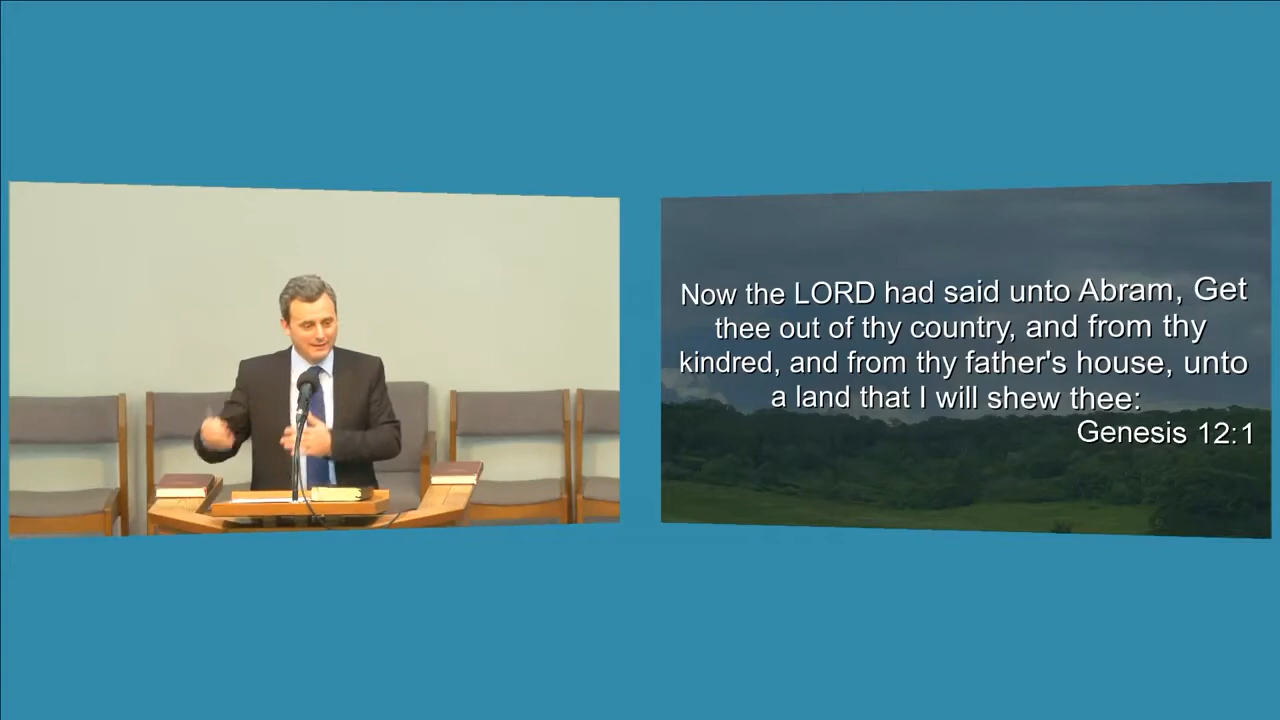 Now the LORD had said unto Abram, Get
thee out of thy country, and from thy
kindred, and from thy father's house, unto
a land that I will shew thee:
Genesis 12:1